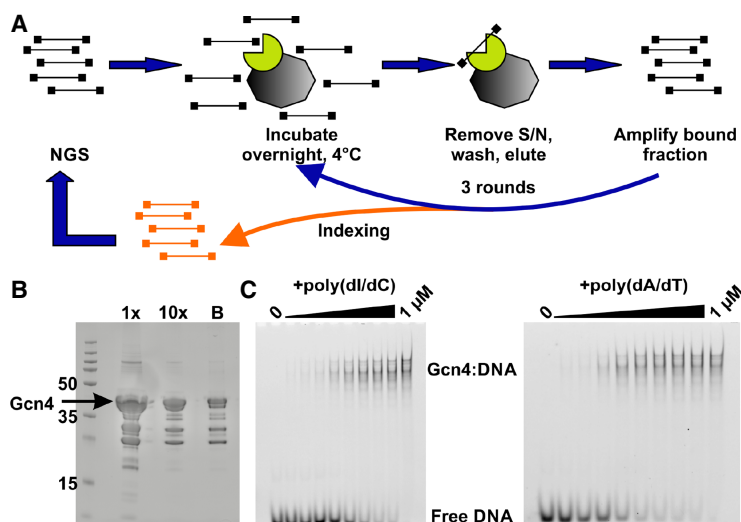 A
Incubate
overnight, 4°C
Remove S/N,
wash, elute
Amplify bound
fraction
NGS
3 rounds
Indexing
B
1x 10x B
50
Gcn4
35
15
C
+poly(dI/dC)
0 1 µM
+poly(dA/dT)
0 1 µM
Gcn4:DNA
Free DNA